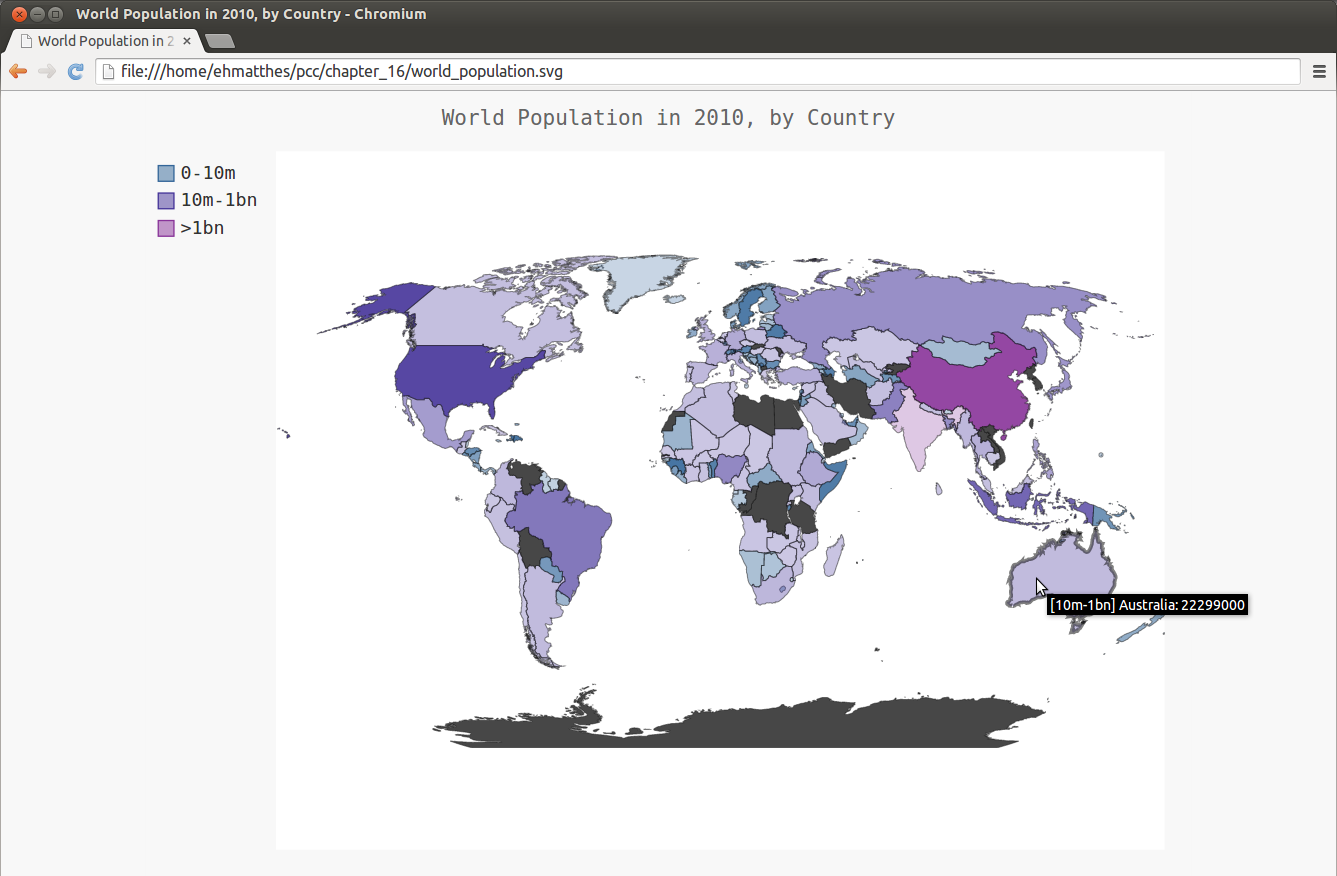 World Population in 2010, by Country - Chromium
World Population in 2
file:///home/ehmatthes/pcc/chapter_16/world_population.svg
World Population in 2010, by Country
0-10m
10m-1bn
>1bn
[10m-1bn] Australia: 22299000